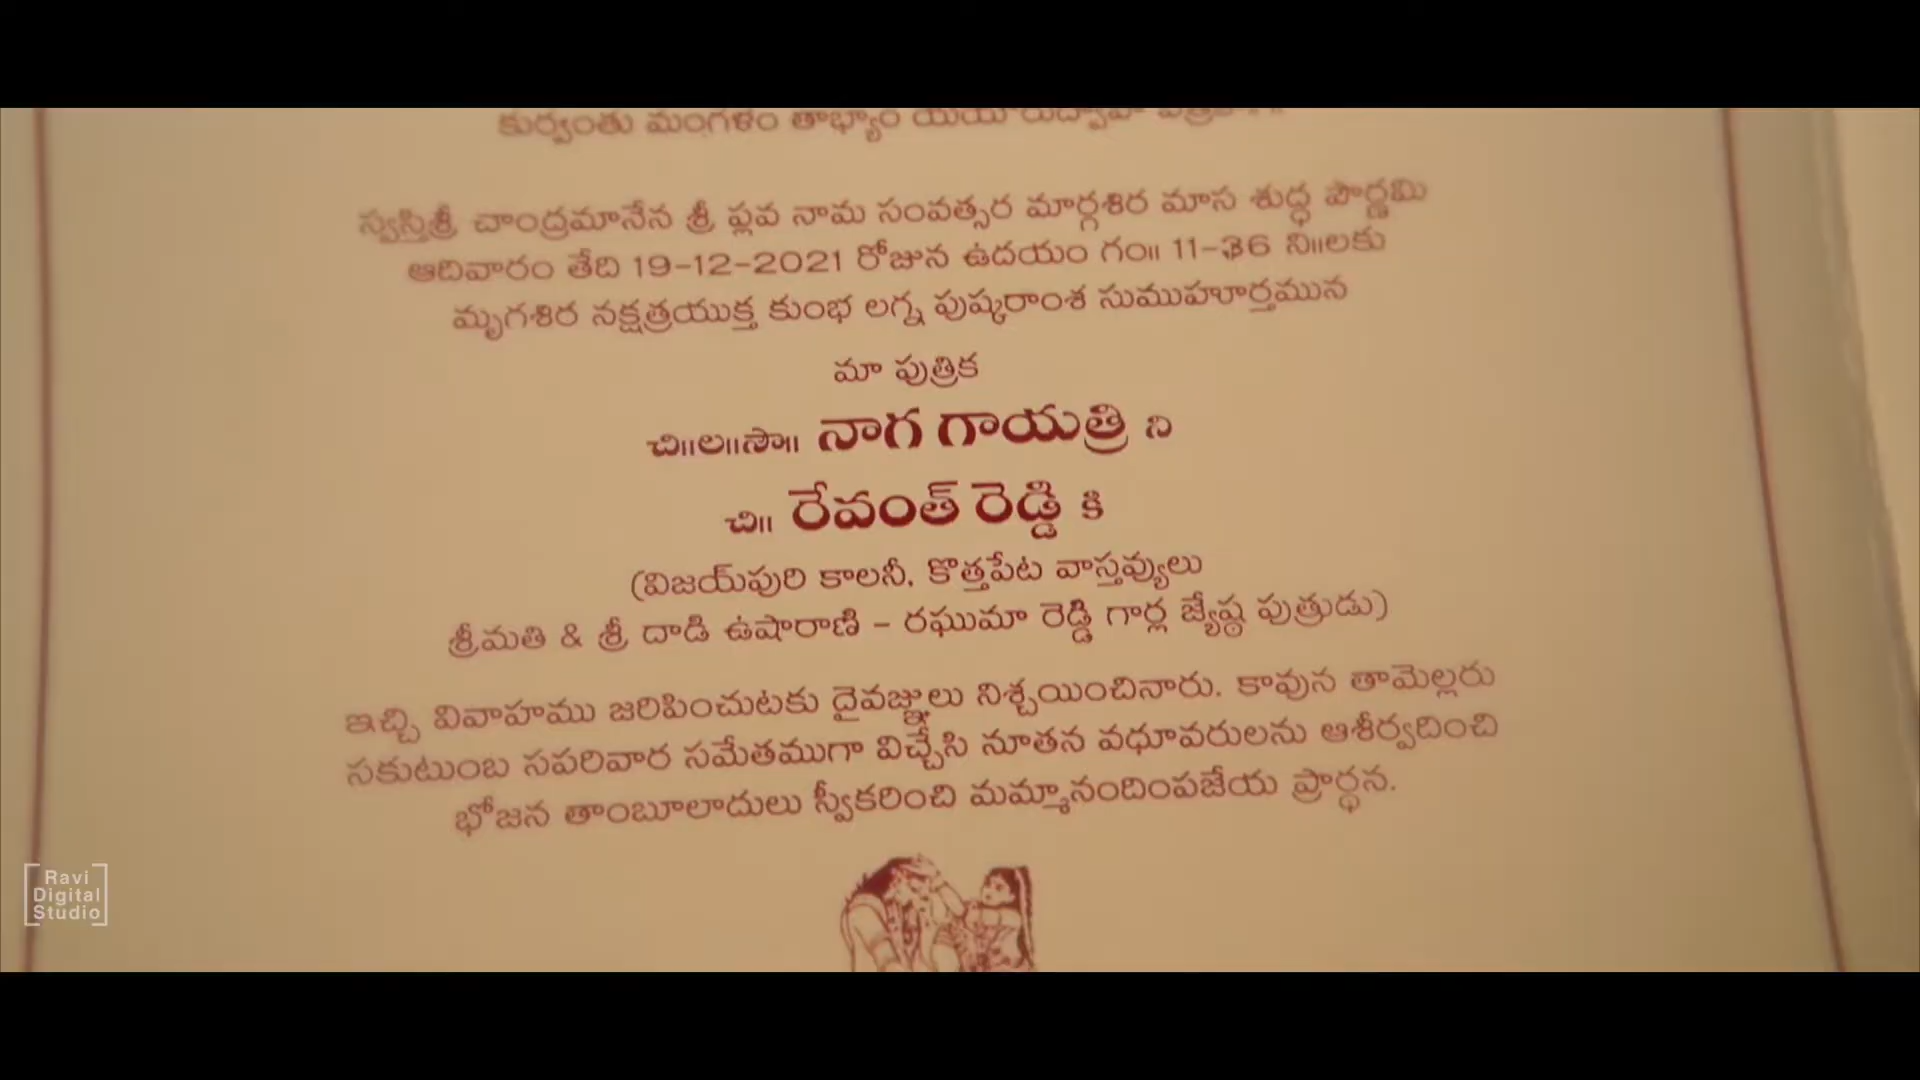 కుర్వంతు మంగళం తాభ్యాం
స్వస్తిశ్రీ చాంద్రమానేన శ్రీ ప్లవ నామ సంవత్సర మార్గశిర మాస శుద్ధ పౌర్ణమి
ఆదివారం తేది 19-12-2021 రోజున ఉదయం గం॥ 11-36 ని॥లకు
మృగశిర నక్షత్రయుక్త కుంభ లగ్న పుష్కరాంశ సుముహూర్తమున
మా పుత్రిక
చి॥ల॥సౌ॥ నాగ గాయత్రి ని
చి॥ రేవంత్ రెడ్డి కి
(విజయ్‌పురి కాలనీ, కొత్తపేట వాస్తవ్యులు
శ్రీమతి & శ్రీ దాడి ఉషారాణి - రఘుమా రెడ్డి గార్ల జ్యేష్ఠ పుత్రుడు)
ఇచ్చి వివాహము జరిపించుటకు దైవజ్ఞులు నిశ్చయించినారు. కావున తామెల్లరు
సకుటుంబ సపరివార సమేతముగా విచ్చేసి నూతన వధూవరులను ఆశీర్వదించి
భోజన తాంబూలాదులు స్వీకరించి మమ్మానందింపజేయ ప్రార్థన.
Ravi
Digital
Studio